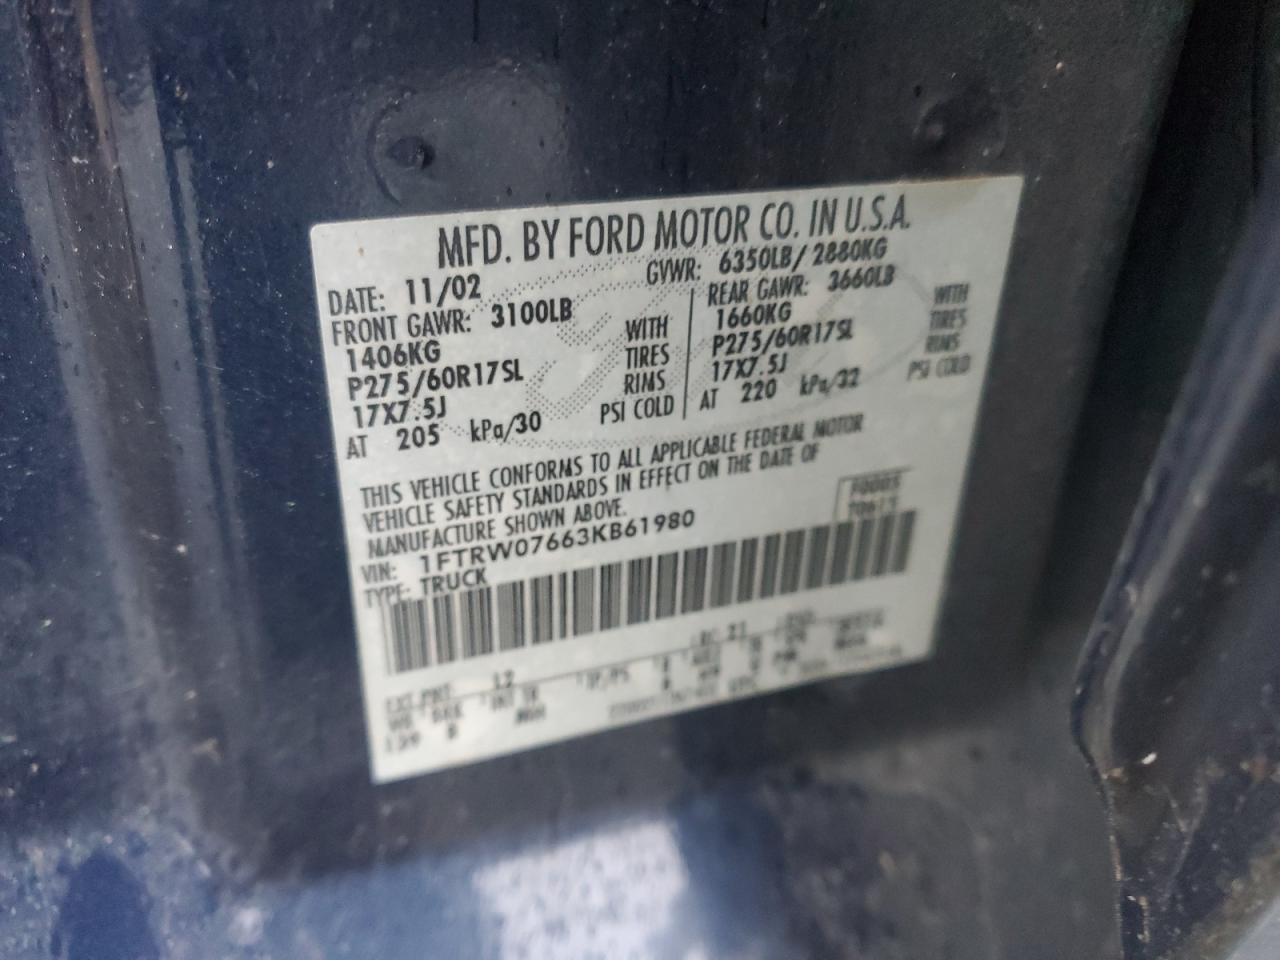 MFD. BY FORD MOTOR CO. IN U.S.A.
DATE: 11/02 GVWR: 6350LB/2880KG
FRONT GAWR: 3100LB
1406KG WITH
P275/60R17SL TIRES
17X7.5J RIMS
AT 205 kPa/30 PSI COLD
REAR GAWR: 3660LB
1660KG WITH
P275/60R17SL TIRES
17X7.5J RIMS
AT 220 kPa/32 PSI COLD
THIS VEHICLE CONFORMS TO ALL APPLICABLE FEDERAL MOTOR
VEHICLE SAFETY STANDARDS IN EFFECT ON THE DATE OF
MANUFACTURE SHOWN ABOVE.
VIN: 1FTRW07663KB61980
TYPE: TRUCK
EXT PNT: 12